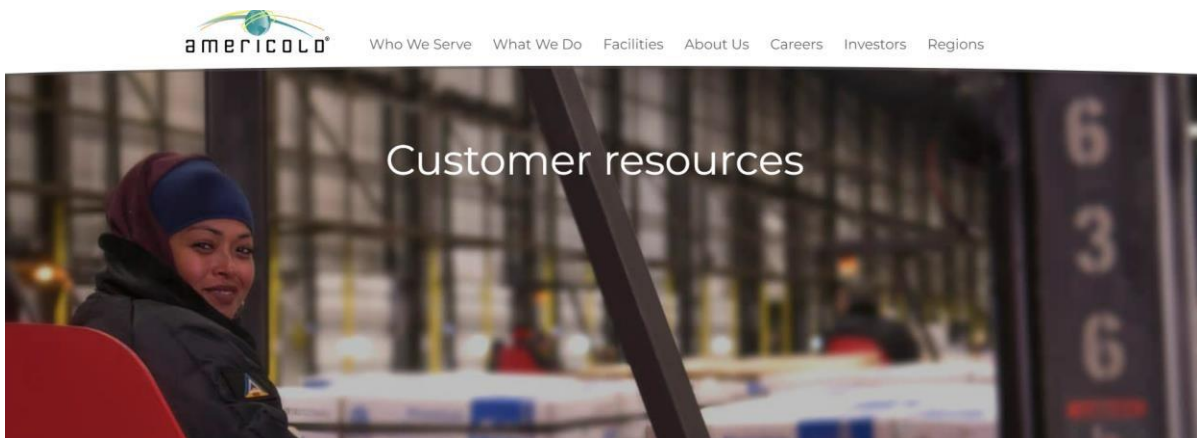 americold®
Who We Serve What We Do Facilities About Us Careers Investors Regions
Customer resources
6
3
6